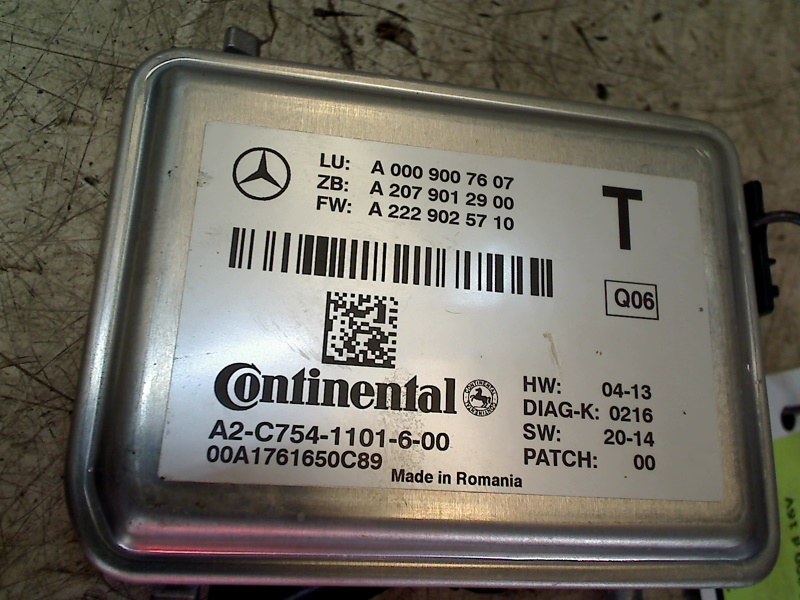 LU: A 000 900 76 07
ZB: A 207 901 29 00
FW: A 222 902 57 10
T
Q06
Continental
CONTINENTAL
A2-C754-1101-6-00
00A1761650C89
Made in Romania
HW: 04-13
DIAG-K: 0216
SW: 20-14
PATCH: 00